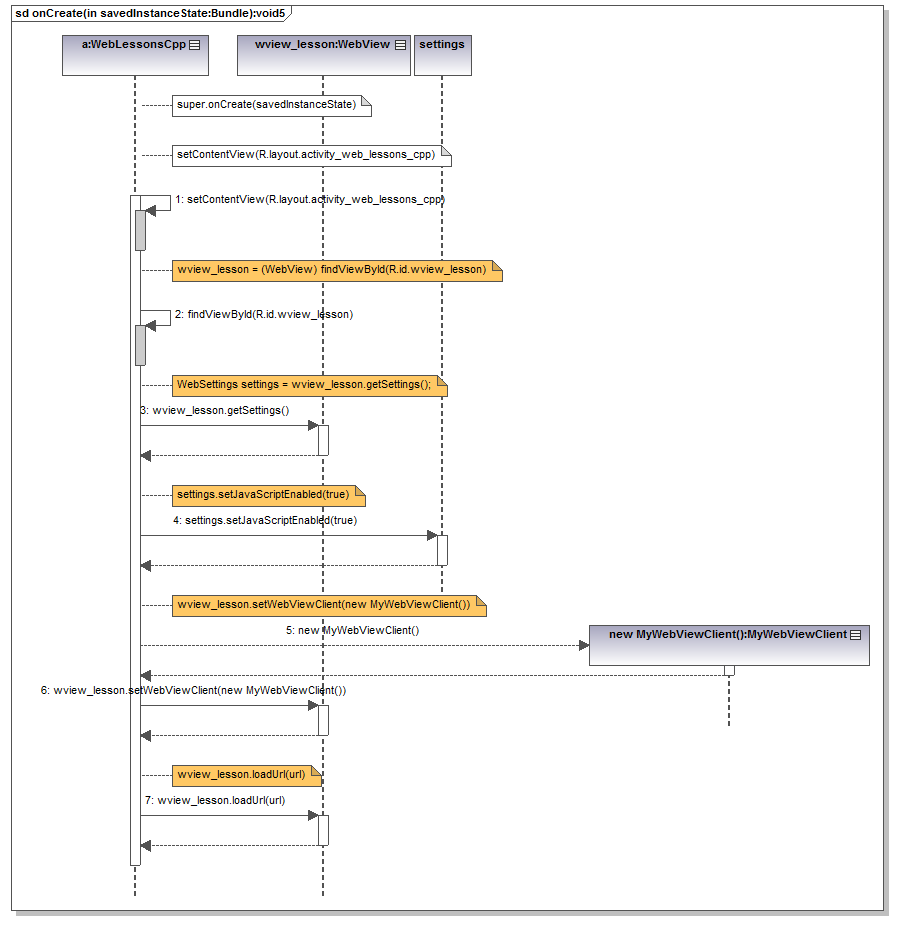 sd onCreate(in savedInstanceState:Bundle):void5
a:WebLessonsCpp
wview_lesson:WebView
settings
super.onCreate(savedInstanceState)
setContentView(R.layout.activity_web_lessons_cpp)
1: setContentView(R.layout.activity_web_lessons_cpp)
wview_lesson = (WebView) findViewById(R.id.wview_lesson)
2: findViewById(R.id.wview_lesson)
WebSettings settings = wview_lesson.getSettings();
3: wview_lesson.getSettings()
settings.setJavaScriptEnabled(true)
4: settings.setJavaScriptEnabled(true)
wview_lesson.setWebViewClient(new MyWebViewClient())
5: new MyWebViewClient()
new MyWebViewClient():MyWebViewClient
6: wview_lesson.setWebViewClient(new MyWebViewClient())
wview_lesson.loadUrl(url)
7: wview_lesson.loadUrl(url)